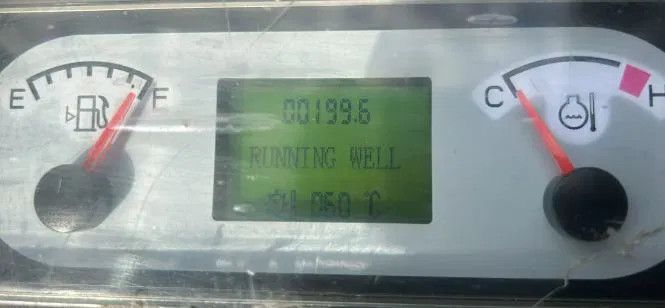 E F
00199.6
RUNNING WELL
060 °C
C H